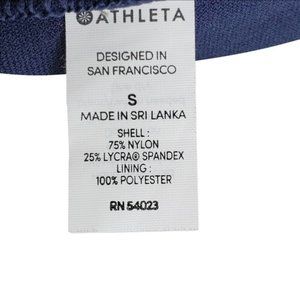 ATHLETA
DESIGNED IN
SAN FRANCISCO
S
MADE IN SRI LANKA
SHELL :
75% NYLON
25% LYCRA® SPANDEX
LINING :
100% POLYESTER
RN 54023